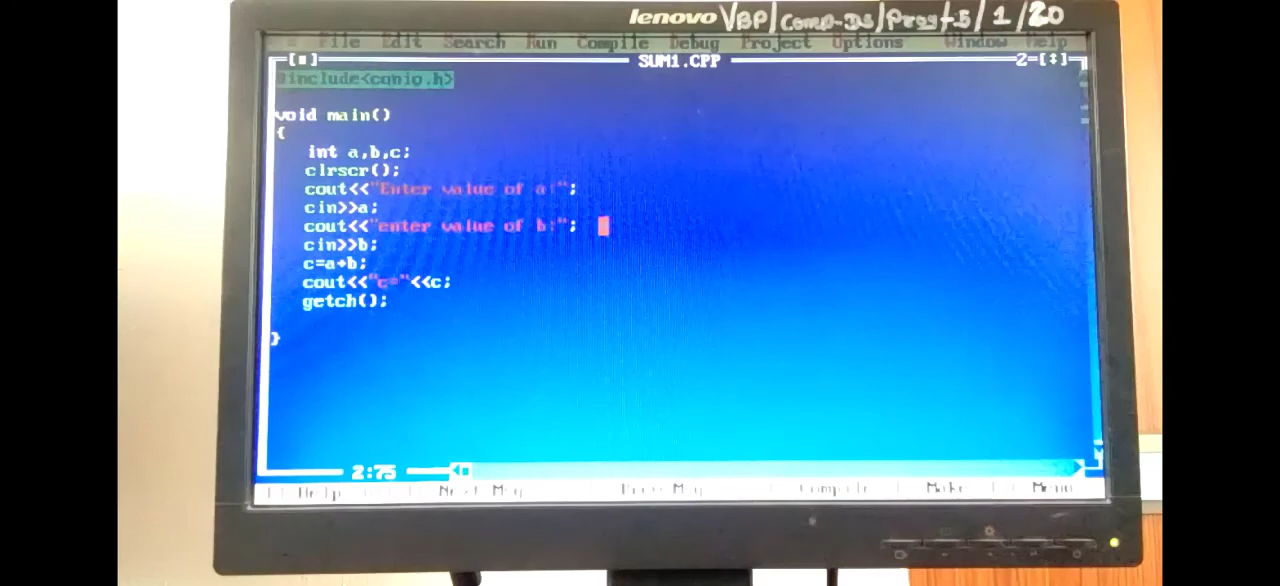 lenovo VBP/Comp-DS/Prog-5/1/20
File Edit Search Run Compile Debug Project Options Window Help
[■] SUM1.CPP 2=[↕]
#include<conio.h>
void main()
{
int a,b,c;
clrscr();
cout<<"Enter value of a:";
cin>>a;
cout<<"enter value of b:";
cin>>b;
c=a+b;
cout<<"c="<<c;
getch();
}
2:75
Help Next Msg Prev Msg Compile Make Menu